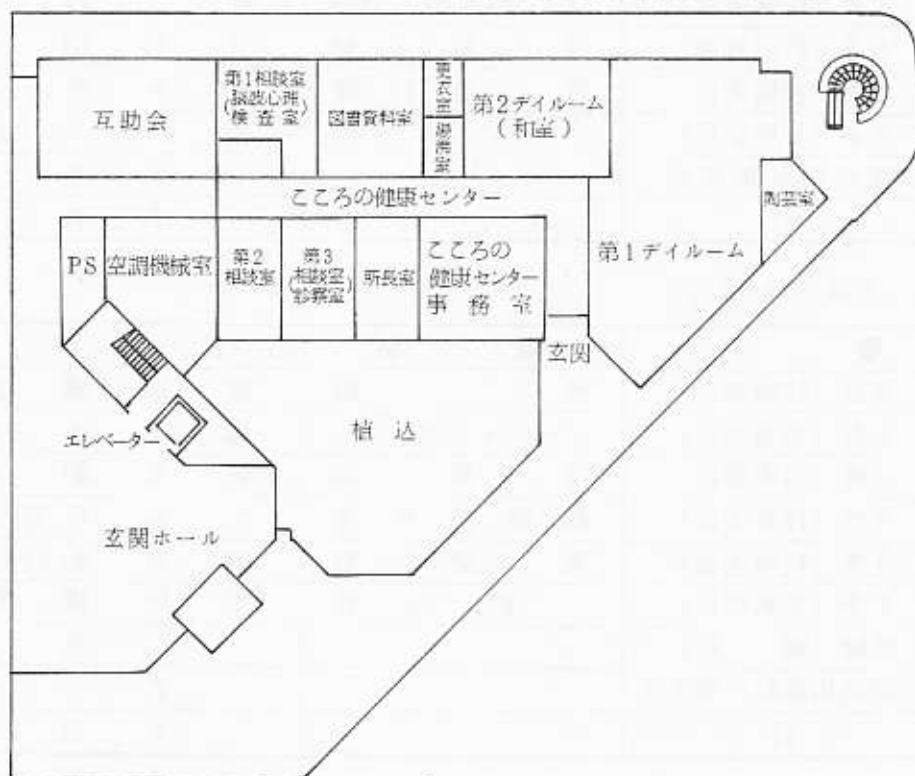 互助会
第1相談室
(脳波心理
検査室)
図書資料室
更衣室
湯沸室
第2デイルーム
(和室)
こころの健康センター
陶芸室
第1デイルーム
PS
空調機械室
第2
相談室
第3
(相談室
診察室)
所長室
こころの
健康センター
事務室
玄関
植込
エレベーター
玄関ホール